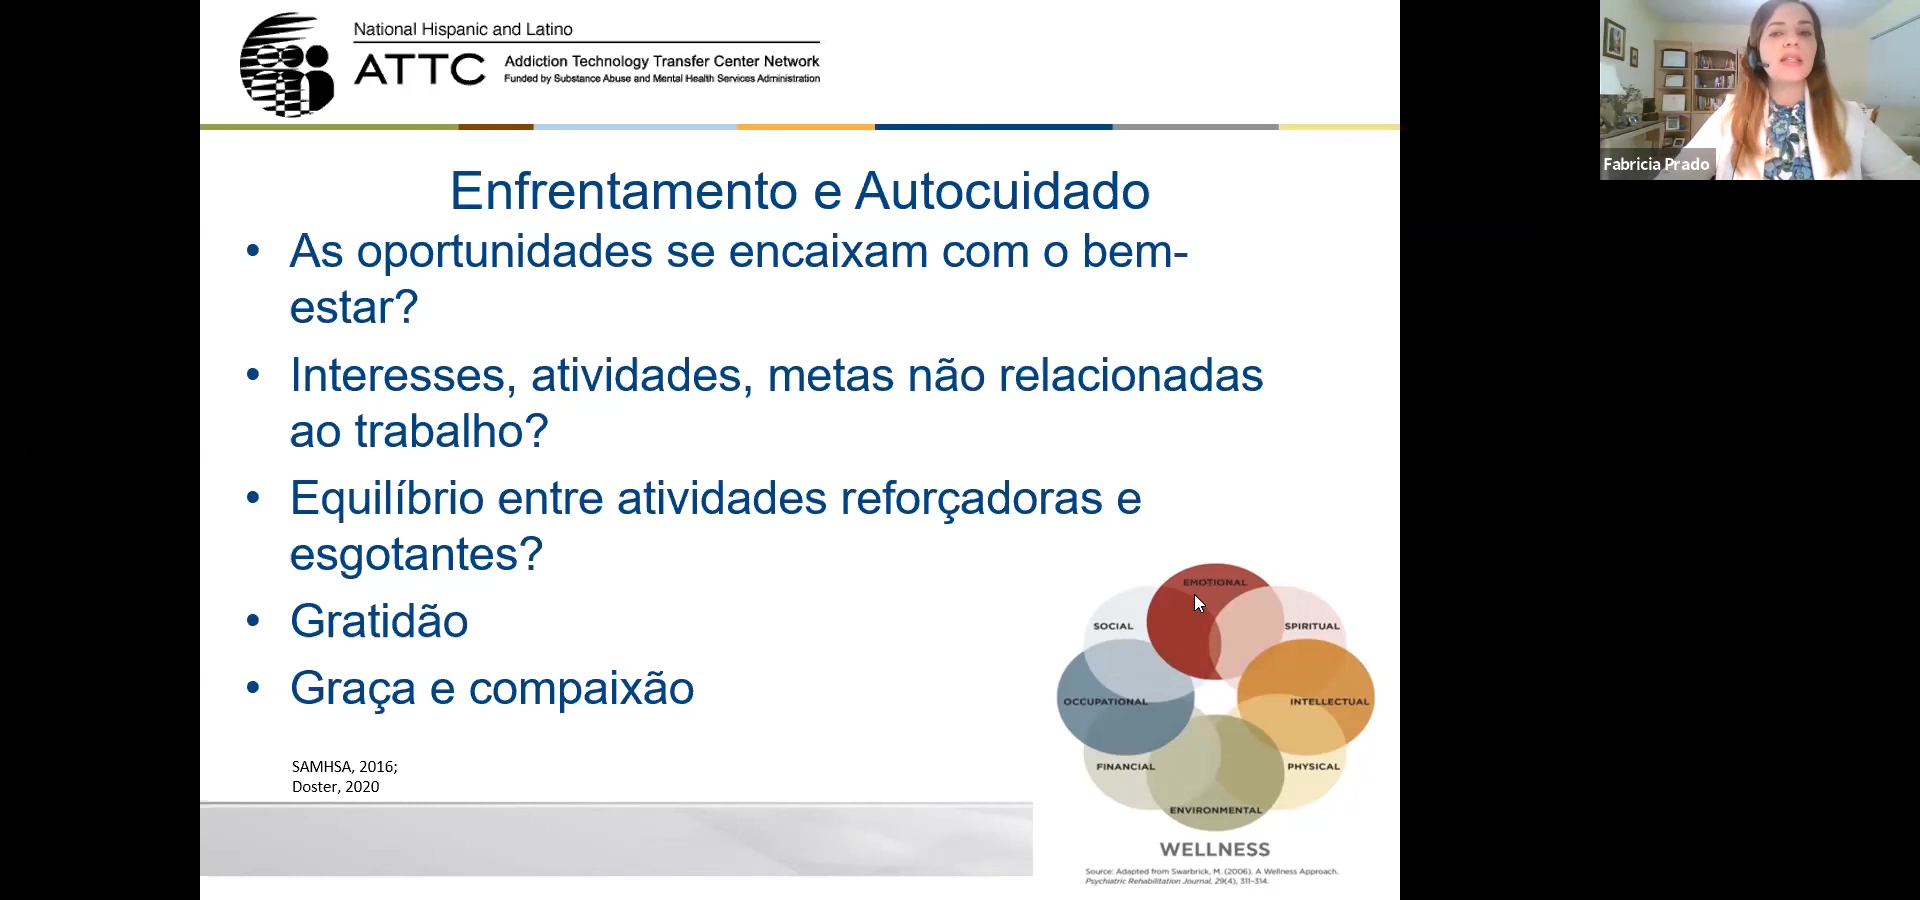 National Hispanic and Latino
ATTC
Addiction Technology Transfer Center Network
Funded by Substance Abuse and Mental Health Services Administration
Fabricia Prado
Enfrentamento e Autocuidado
• As oportunidades se encaixam com o bem-
estar?
• Interesses, atividades, metas não relacionadas
ao trabalho?
• Equilíbrio entre atividades reforçadoras e
esgotantes?
• Gratidão
• Graça e compaixão
SAMHSA, 2016;
Doster, 2020
EMOTIONAL
SOCIAL
SPIRITUAL
OCCUPATIONAL
INTELLECTUAL
FINANCIAL
PHYSICAL
ENVIRONMENTAL
WELLNESS
Source: Adapted from Swarbrick, M. (2006). A Wellness Approach.
Psychiatric Rehabilitation Journal, 29(4), 311–314.